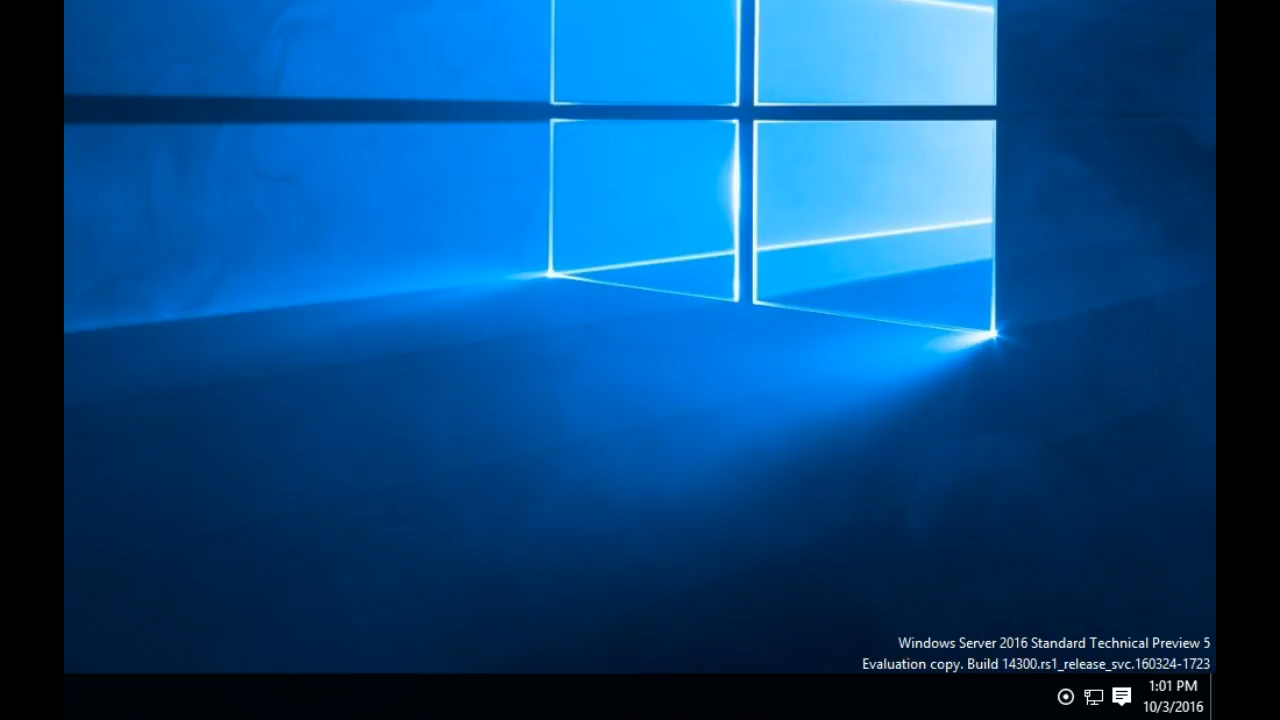 Windows Server 2016 Standard Technical Preview 5
Evaluation copy. Build 14300.rs1_release_svc.160324-1723
1:01 PM
10/3/2016